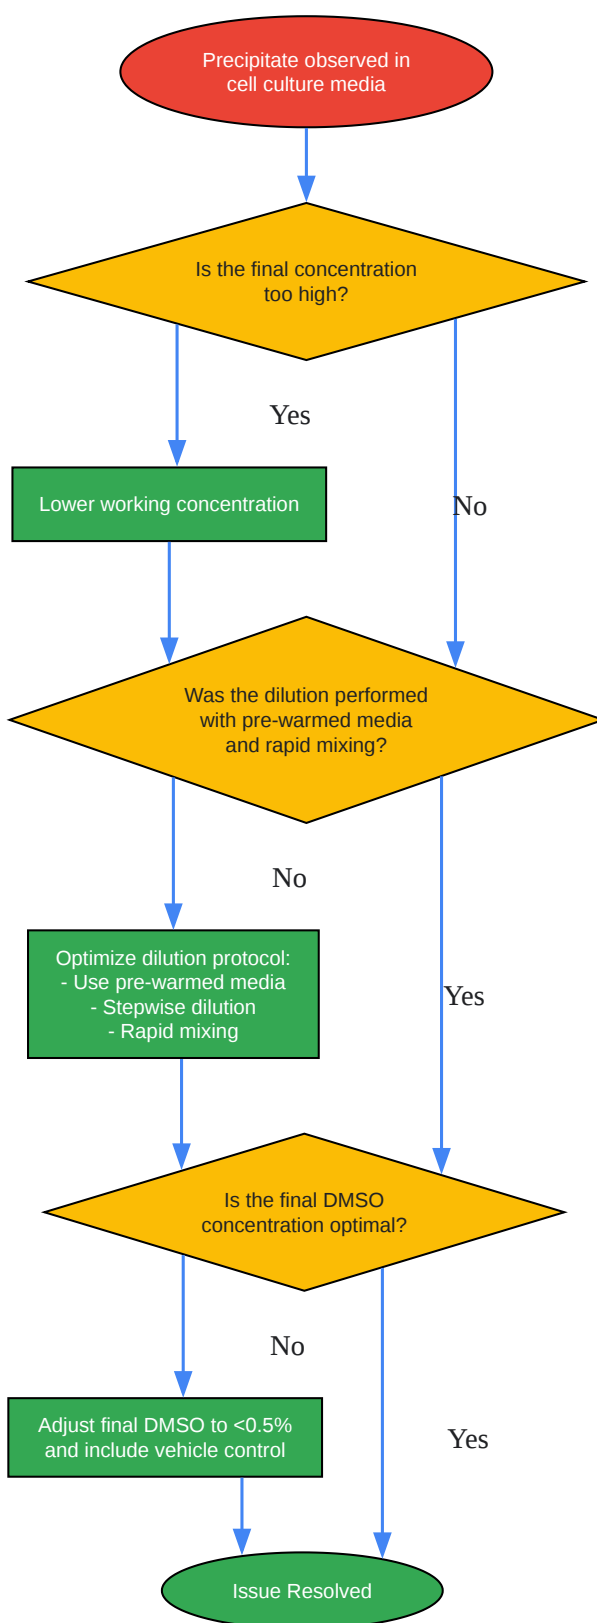 Precipitate observed in
cell culture media
Is the final concentration
too high?
Yes
Lower working concentration
No
Was the dilution performed
with pre-warmed media
and rapid mixing?
No
Optimize dilution protocol:
- Use pre-warmed media
- Stepwise dilution
- Rapid mixing
Yes
Is the final DMSO
concentration optimal?
No
Adjust final DMSO to <0.5%
and include vehicle control
Yes
Issue Resolved